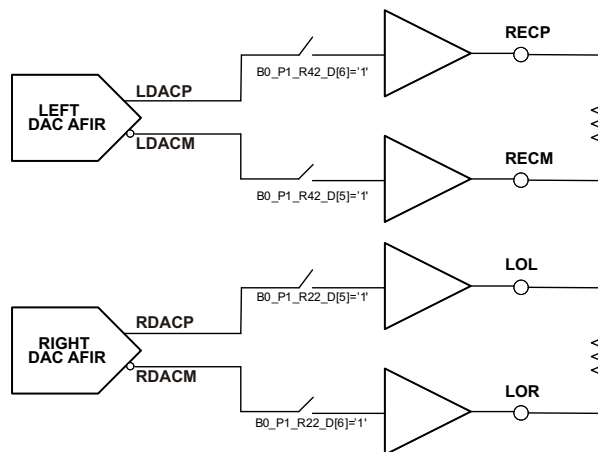 RECP
LDACP
B0_P1_R42_D[6]='1'
LEFT
DAC AFIR
LDACM
RECM
B0_P1_R42_D[5]='1'
LOL
RDACP
B0_P1_R22_D[5]='1'
RIGHT
DAC AFIR
RDACM
LOR
B0_P1_R22_D[6]='1'